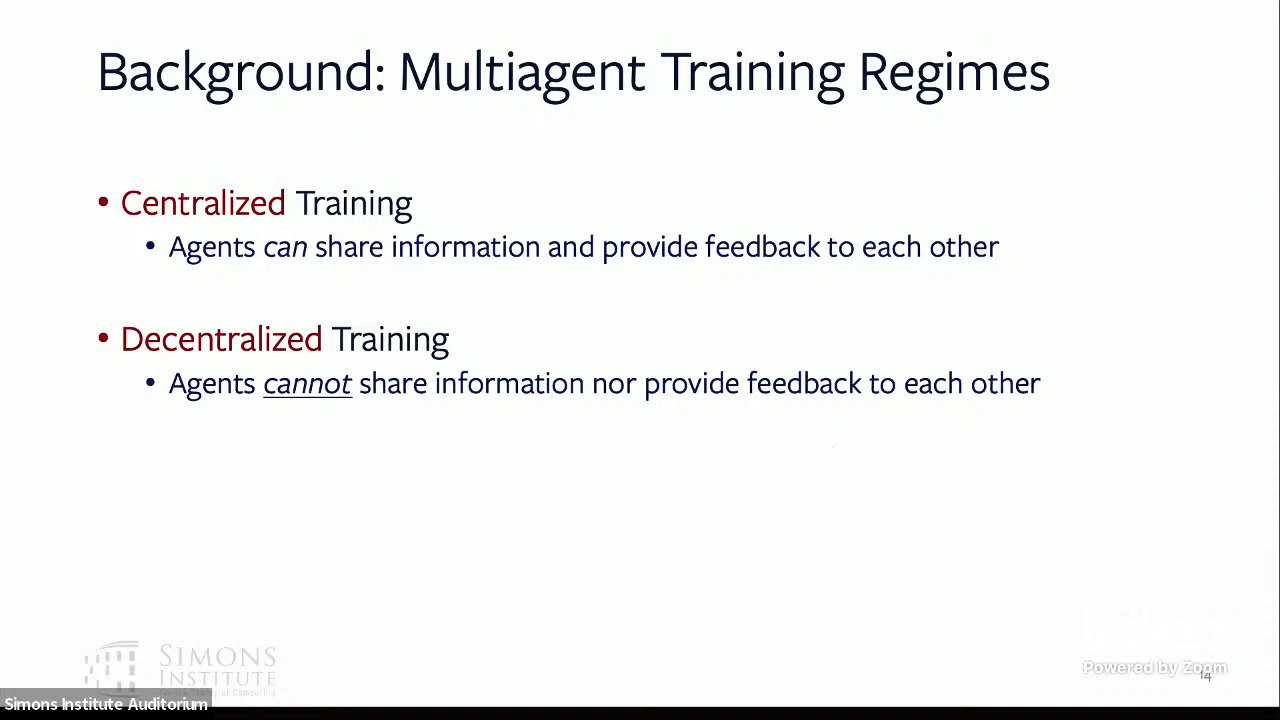 Background: Multiagent Training Regimes
• Centralized Training
• Agents can share information and provide feedback to each other
• Decentralized Training
• Agents cannot share information nor provide feedback to each other
SIMONS
INSTITUTE
Powered by Zoom
14
Simons Institute Auditorium